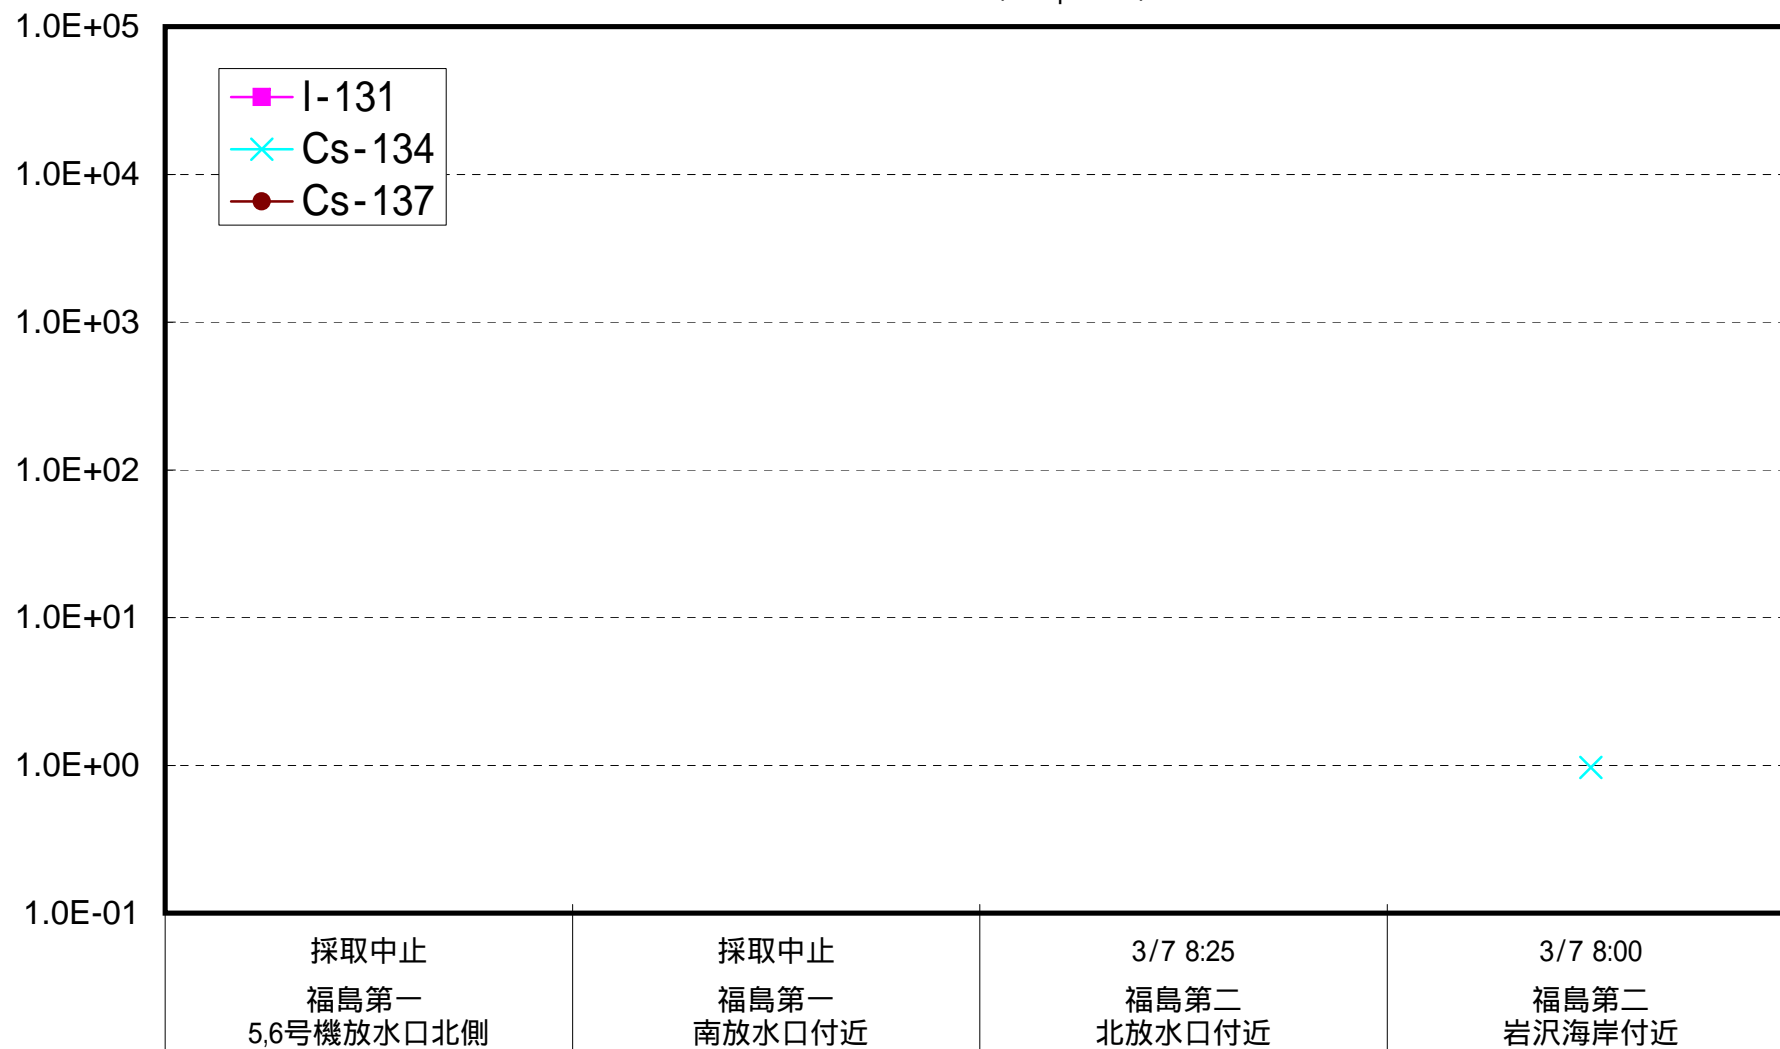 1.0E+05
I-131
Cs-134
Cs-137
1.0E+04
1.0E+03
1.0E+02
1.0E+01
1.0E+00
1.0E-01
採取中止
採取中止
3/7 8:25
3/7 8:00
福島第一
5,6号機放水口北側
福島第一
南放水口付近
福島第二
北放水口付近
福島第二
岩沢海岸付近